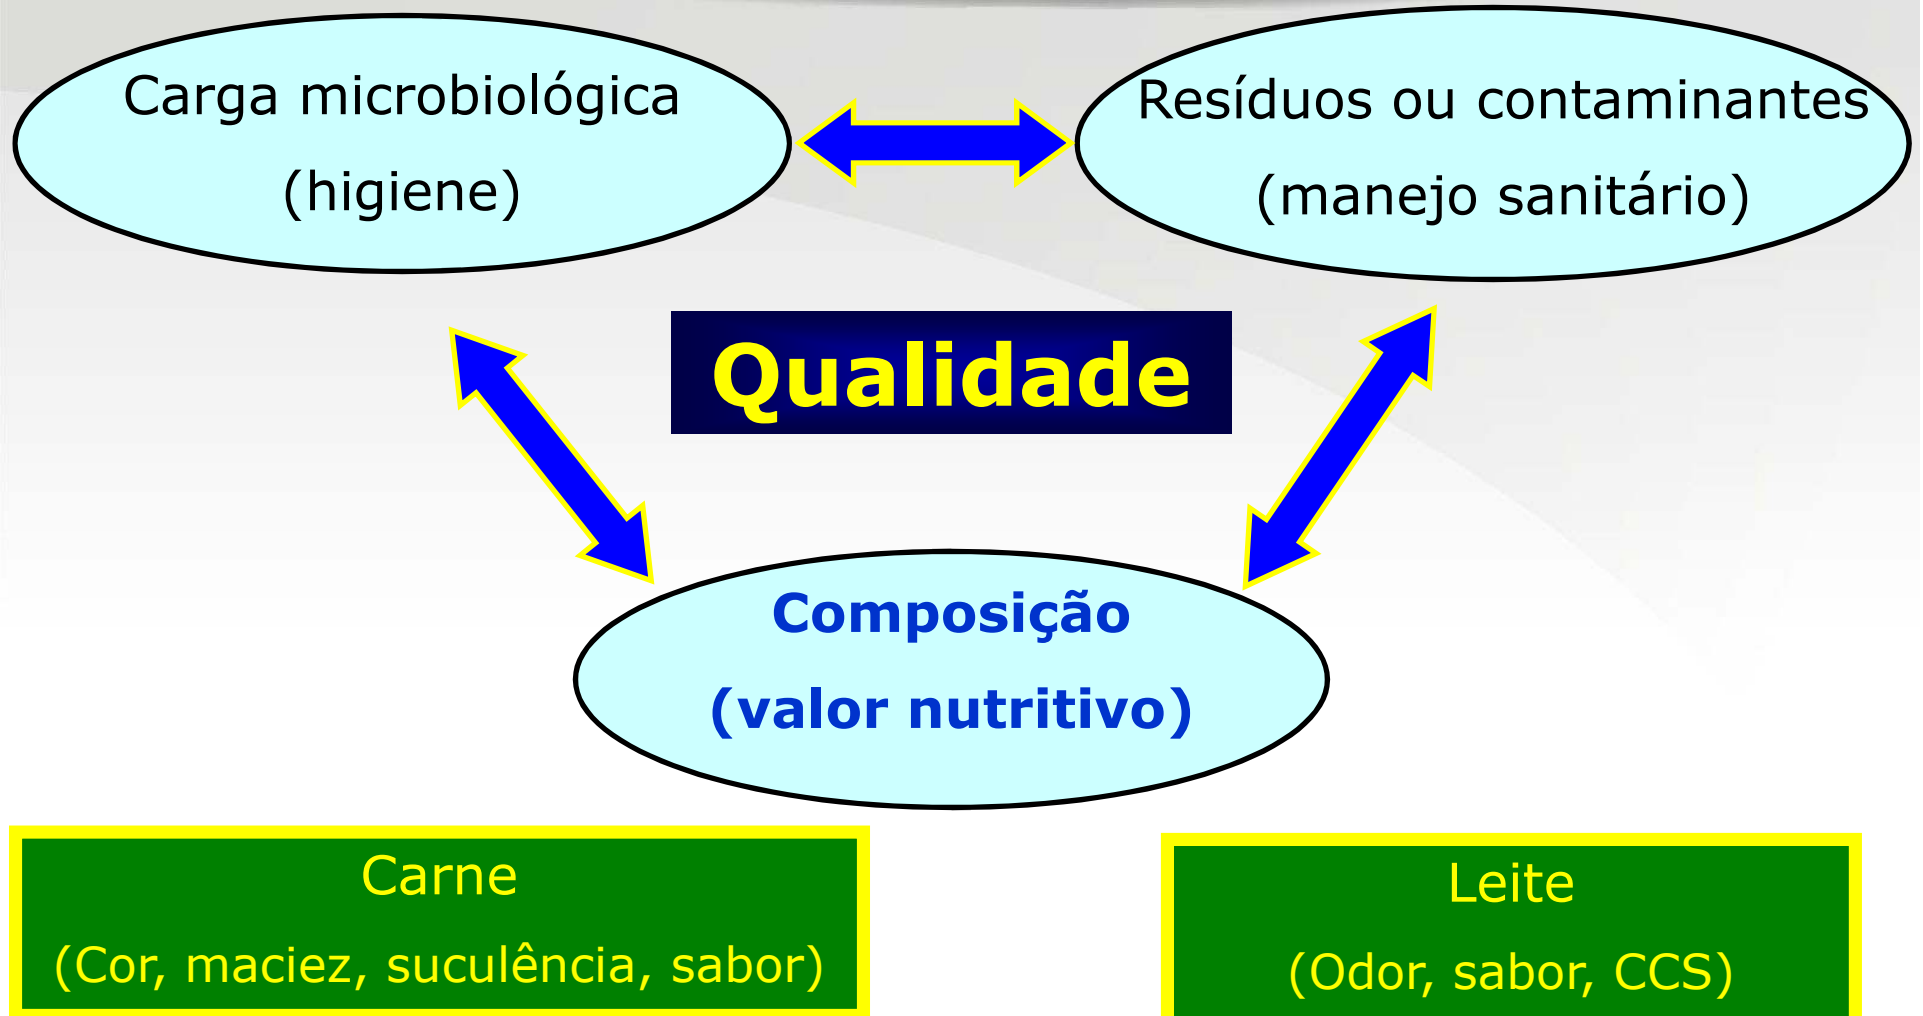 Carga microbiológica
(higiene)
Resíduos ou contaminantes
(manejo sanitário)
Qualidade
Composição
(valor nutritivo)
Carne
(Cor, maciez, suculência, sabor)
Leite
(Odor, sabor, CCS)